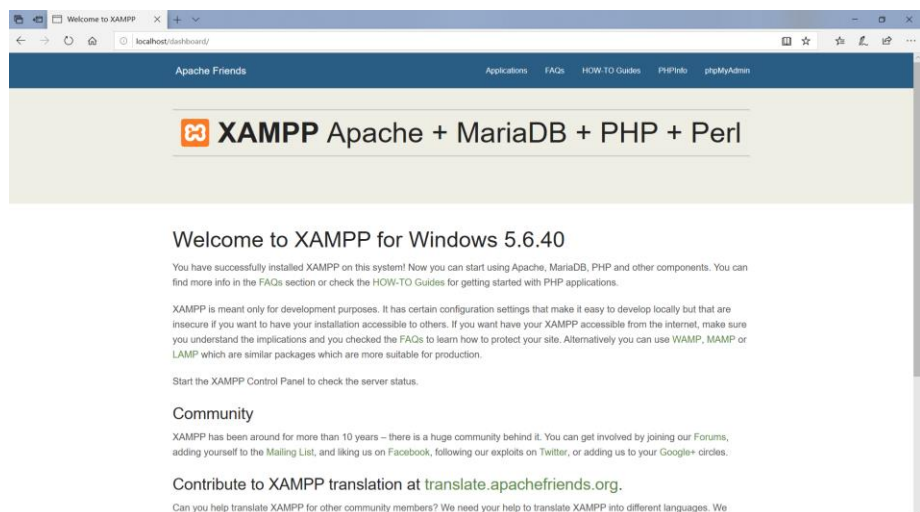 Welcome to XAMPP
localhost/dashboard/
Apache Friends
Applications FAQs HOW-TO Guides PHPInfo phpMyAdmin
XAMPP Apache + MariaDB + PHP + Perl
Welcome to XAMPP for Windows 5.6.40
You have successfully installed XAMPP on this system! Now you can start using Apache, MariaDB, PHP and other components. You can
find more info in the FAQs section or check the HOW-TO Guides for getting started with PHP applications.
XAMPP is meant only for development purposes. It has certain configuration settings that make it easy to develop locally but that are
insecure if you want to have your installation accessible to others. If you want have your XAMPP accessible from the internet, make sure
you understand the implications and you checked the FAQs to learn how to protect your site. Alternatively you can use WAMP, MAMP or
LAMP which are similar packages which are more suitable for production.
Start the XAMPP Control Panel to check the server status.
Community
XAMPP has been around for more than 10 years – there is a huge community behind it. You can get involved by joining our Forums,
adding yourself to the Mailing List, and liking us on Facebook, following our exploits on Twitter, or adding us to your Google+ circles.
Contribute to XAMPP translation at translate.apachefriends.org.
Can you help translate XAMPP for other community members? We need your help to translate XAMPP into different languages. We